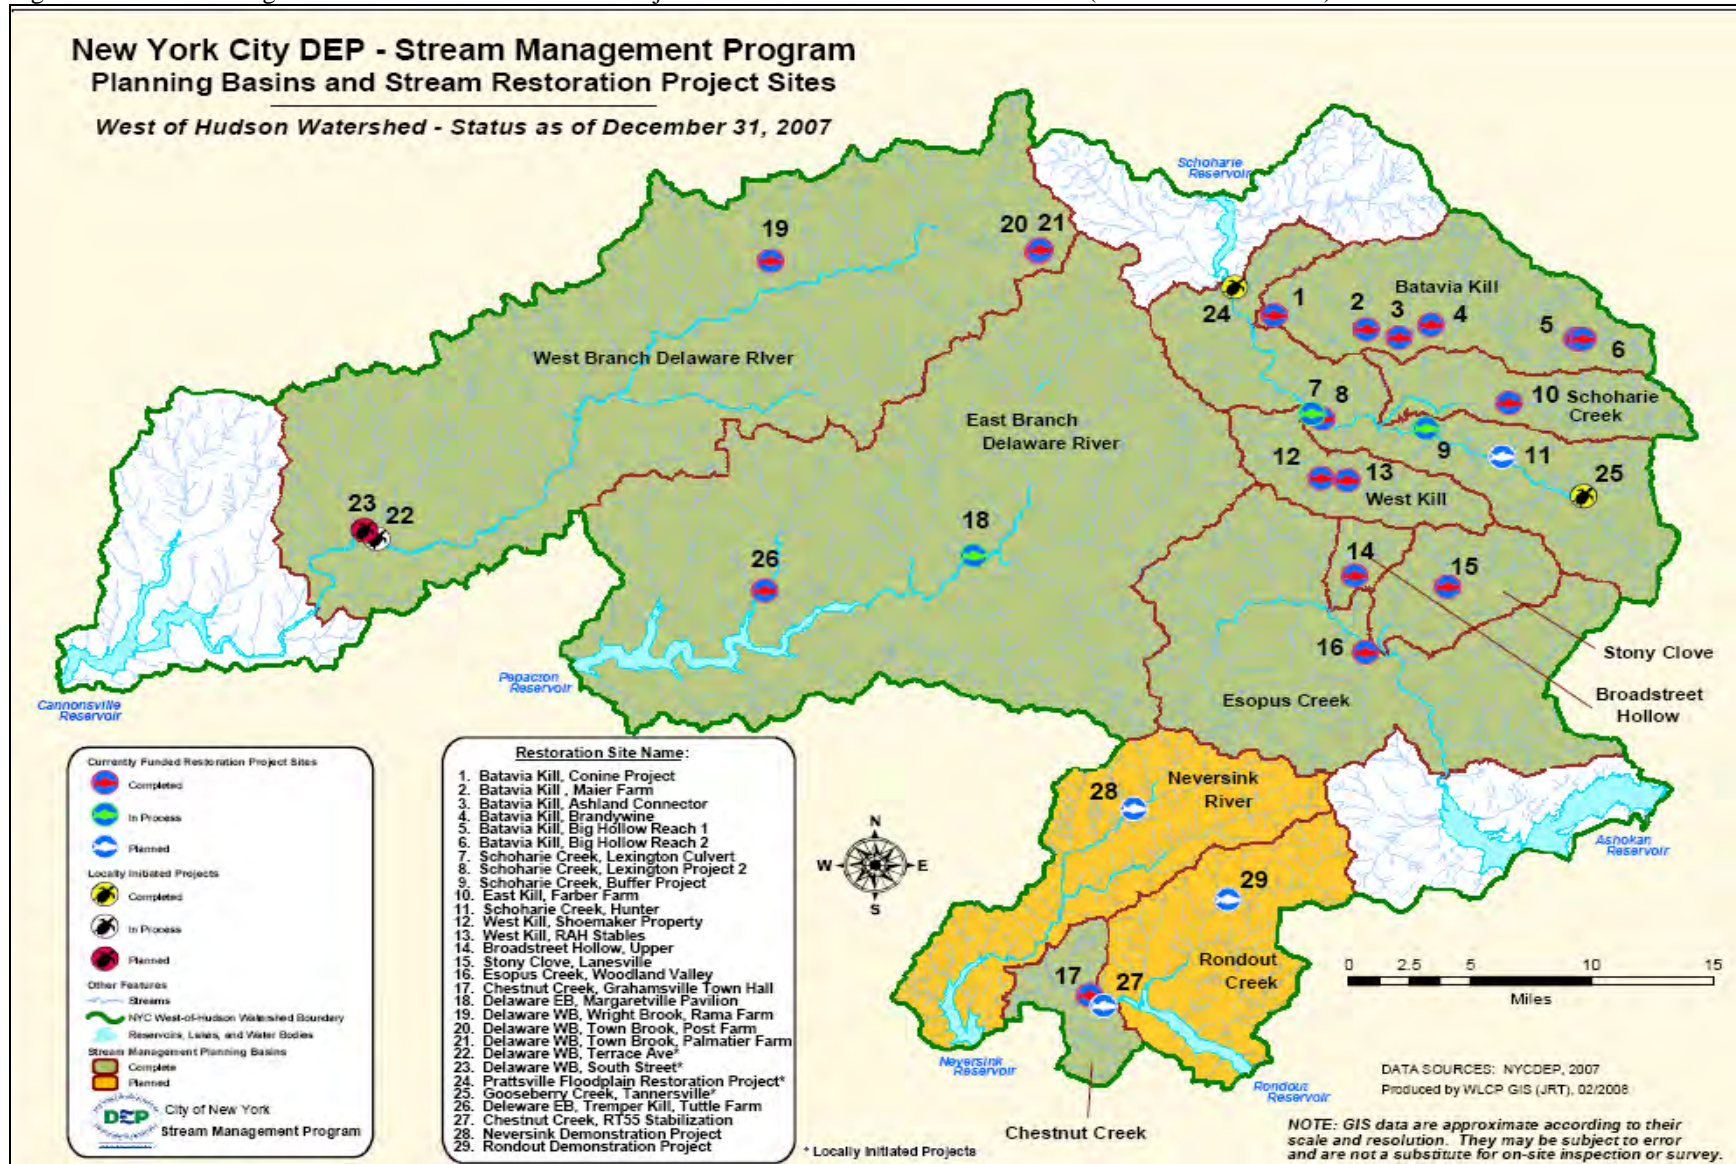 New York City DEP - Stream Management Program
Planning Basins and Stream Restoration Project Sites
West of Hudson Watershed - Status as of December 31, 2007
Schoharie
Reservoir
19
20 21
24
1
Batavia Kill
2
3
4
5
6
West Branch Delaware River
7
8
10 Schoharie
Creek
East Branch
Delaware River
9
11
12
13
25
West Kill
23
22
18
26
14
15
16
Stony Clove
Broadstreet
Hollow
Esopus Creek
Cannonsville
Reservoir
Pepacton
Reservoir
Neversink
River
28
Ashokan
Reservoir
29
Rondout
Creek
17
27
Neversink
Reservoir
Rondout
Reservoir
Chestnut Creek
N
W E
S
0 2.5 5 10 15
Miles
Currently Funded Restoration Project Sites
Completed
In Process
Planned
Locally Initiated Projects
Completed
In Process
Planned
Other Features
Streams
NYC West-of-Hudson Watershed Boundary
Reservoirs, Lakes, and Water Bodies
Stream Management Planning Basins
Complete
Planned
DEP
City of New York
Stream Management Program
Restoration Site Name:
1. Batavia Kill, Conine Project
2. Batavia Kill , Maier Farm
3. Batavia Kill, Ashland Connector
4. Batavia Kill, Brandywine
5. Batavia Kill, Big Hollow Reach 1
6. Batavia Kill, Big Hollow Reach 2
7. Schoharie Creek, Lexington Culvert
8. Schoharie Creek, Lexington Project 2
9. Schoharie Creek, Buffer Project
10. East Kill, Farber Farm
11. Schoharie Creek, Hunter
12. West Kill, Shoemaker Property
13. West Kill, RAH Stables
14. Broadstreet Hollow, Upper
15. Stony Clove, Lanesville
16. Esopus Creek, Woodland Valley
17. Chestnut Creek, Grahamsville Town Hall
18. Delaware EB, Margaretville Pavilion
19. Delaware WB, Wright Brook, Rama Farm
20. Delaware WB, Town Brook, Post Farm
21. Delaware WB, Town Brook, Palmatier Farm
22. Delaware WB, Terrace Ave*
23. Delaware WB, South Street*
24. Prattsville Floodplain Restoration Project*
25. Gooseberry Creek, Tannersville*
26. Deleware EB, Tremper Kill, Tuttle Farm
27. Chestnut Creek, RT55 Stabilization
28. Neversink Demonstration Project
29. Rondout Demonstration Project
* Locally Initiated Projects
DATA SOURCES: NYCDEP, 2007
Produced by WLCP GIS (JRT), 02/2008
NOTE: GIS data are approximate according to their
scale and resolution. They may be subject to error
and are not a substitute for on-site inspection or survey.